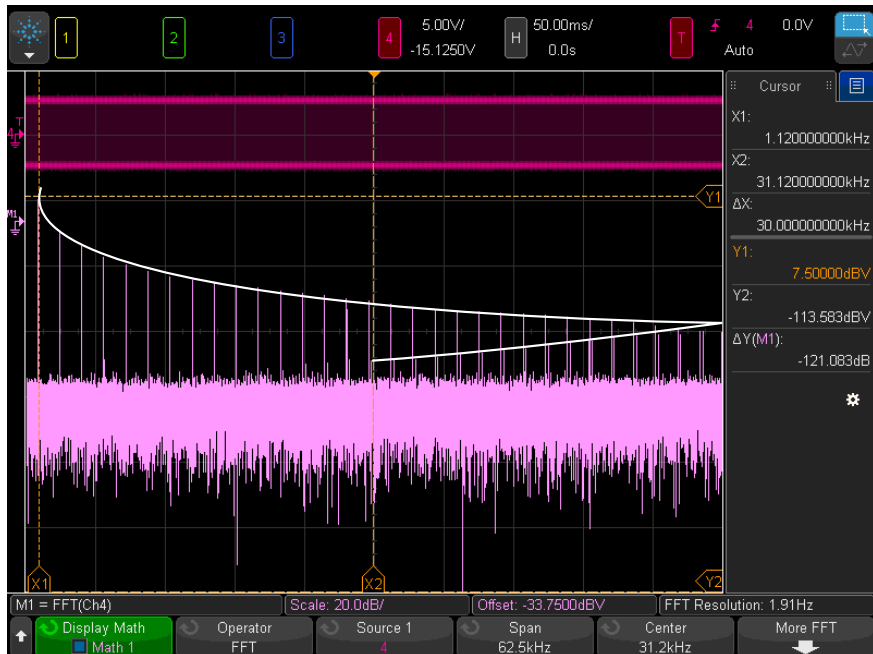 1 2 3 4 5.00V/ H 50.00ms/ T 4 0.0V
-15.1250V 0.0s Auto
Cursor
X1:
1.120000000kHz
X2:
31.120000000kHz
ΔX:
30.000000000kHz
Y1:
7.50000dBV
Y2:
-113.583dBV
ΔY(M1):
-121.083dB
T
4
Y1
M1
X1 X2 Y2
M1 = FFT(Ch4) Scale: 20.0dB/ Offset: -33.7500dBV FFT Resolution: 1.91Hz
Display Math Operator Source 1 Span Center More FFT
Math 1 FFT 4 62.5kHz 31.2kHz